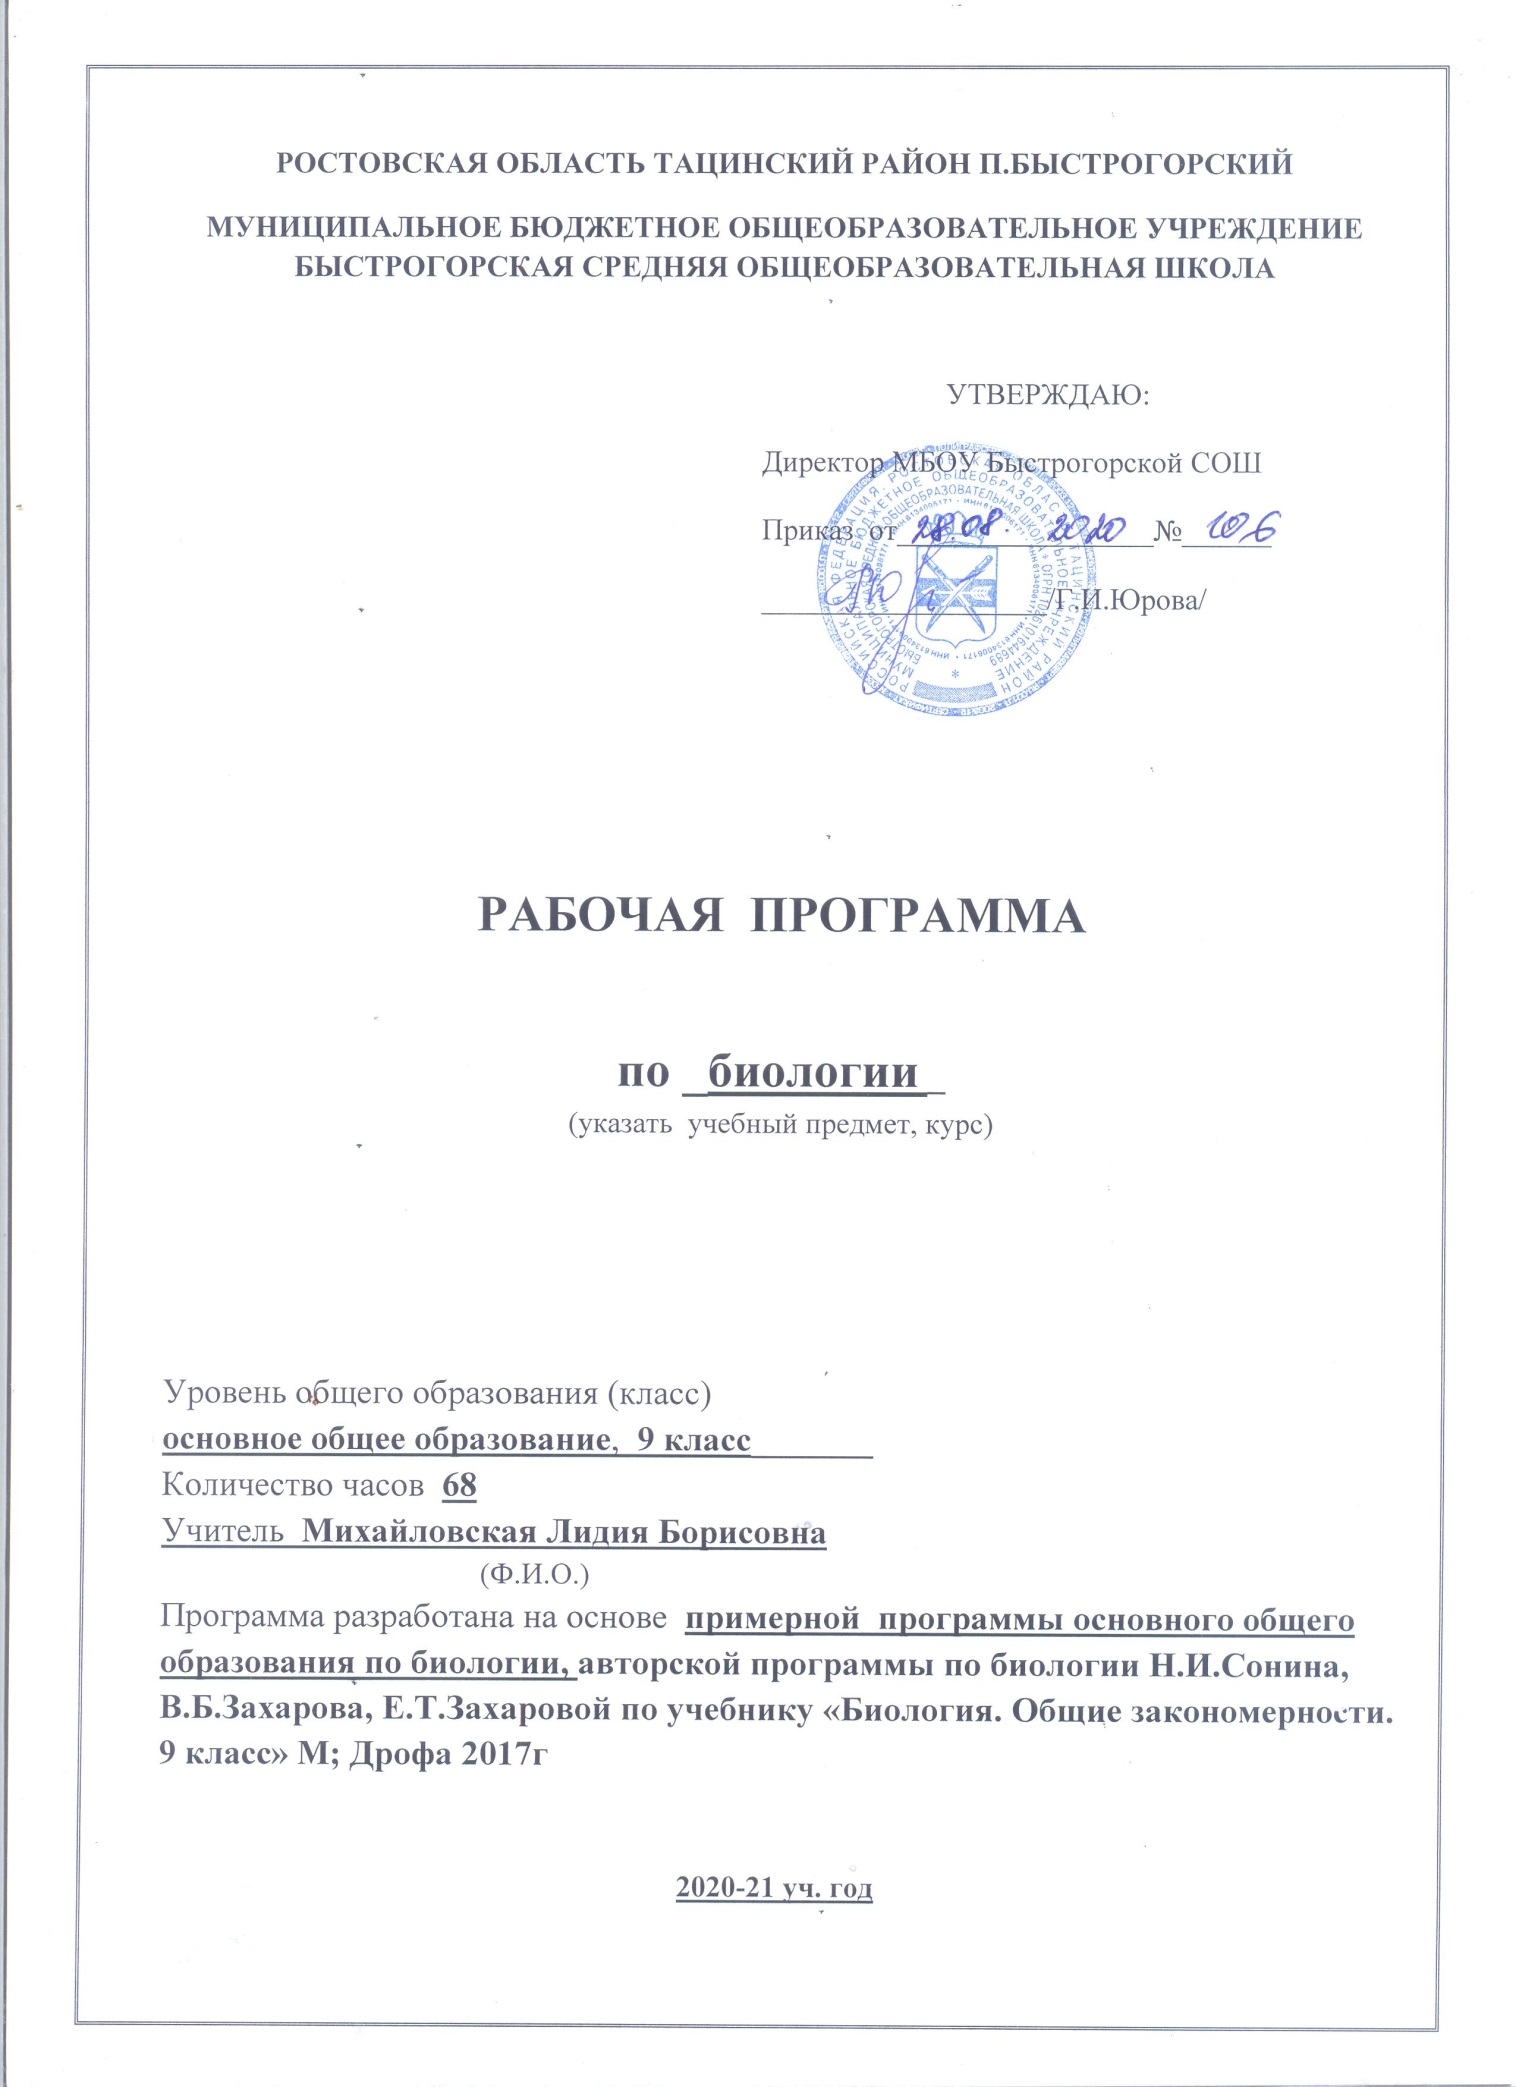 РОСТОВСКАЯ ОБЛАСТЬ ТАЦИНСКИЙ РАЙОН П.БЫСТРОГОРСКИЙ
МУНИЦИПАЛЬНОЕ БЮДЖЕТНОЕ ОБЩЕОБРАЗОВАТЕЛЬНОЕ УЧРЕЖДЕНИЕ
БЫСТРОГОРСКАЯ СРЕДНЯЯ ОБЩЕОБРАЗОВАТЕЛЬНАЯ ШКОЛА
УТВЕРЖДАЮ:
Директор МБОУ Быстрогорской СОШ
Приказ от 28.08. 2020 № 106
/Г.И.Юрова/
РАБОЧАЯ ПРОГРАММА
по биологии
(указать учебный предмет, курс)
Уровень общего образования (класс)
основное общее образование, 9 класс
Количество часов 68
Учитель Михайловская Лидия Борисовна
(Ф.И.О.)
Программа разработана на основе примерной программы основного общего
образования по биологии, авторской программы по биологии Н.И.Сонина,
В.Б.Захарова, Е.Т.Захаровой по учебнику «Биология. Общие закономерности.
9 класс» М; Дрофа 2017г
2020-21 уч. год